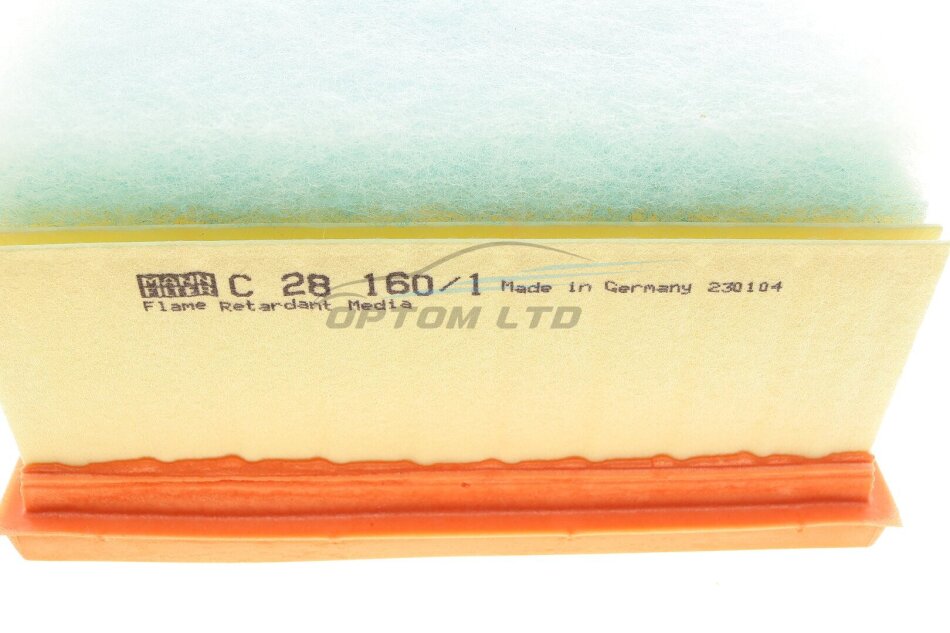 MANN FILTER C 28 160/1 Made in Germany 230104
Flame Retardant Media
OPTOM LTD